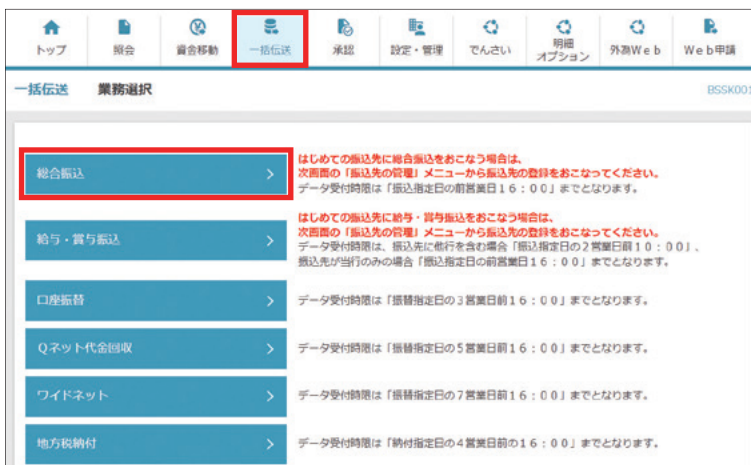 トップ
照会
資金移動
一括伝送
承認
設定・管理
でんさい
明細
オプション
外為Web
Web申請
一括伝送 業務選択 BSSK001
総合振込
はじめての振込先に総合振込をおこなう場合は、
次画面の「振込先の管理」メニューから振込先の登録をおこなってください。
データ受付時限は「振込指定日の前営業日16：00」までとなります。
給与・賞与振込
はじめての振込先に給与・賞与振込をおこなう場合は、
次画面の「振込先の管理」メニューから振込先の登録をおこなってください。
データ受付時限は、振込先に他行を含む場合「振込指定日の2営業日前10：00」、
振込先が当行のみの場合「振込指定日の前営業日16：00」までとなります。
口座振替
データ受付時限は「振替指定日の3営業日前16：00」までとなります。
Qネット代金回収
データ受付時限は「振替指定日の5営業日前16：00」までとなります。
ワイドネット
データ受付時限は「振替指定日の7営業日前16：00」までとなります。
地方税納付
データ受付時限は「納付指定日の4営業日前の16：00」までとなります。